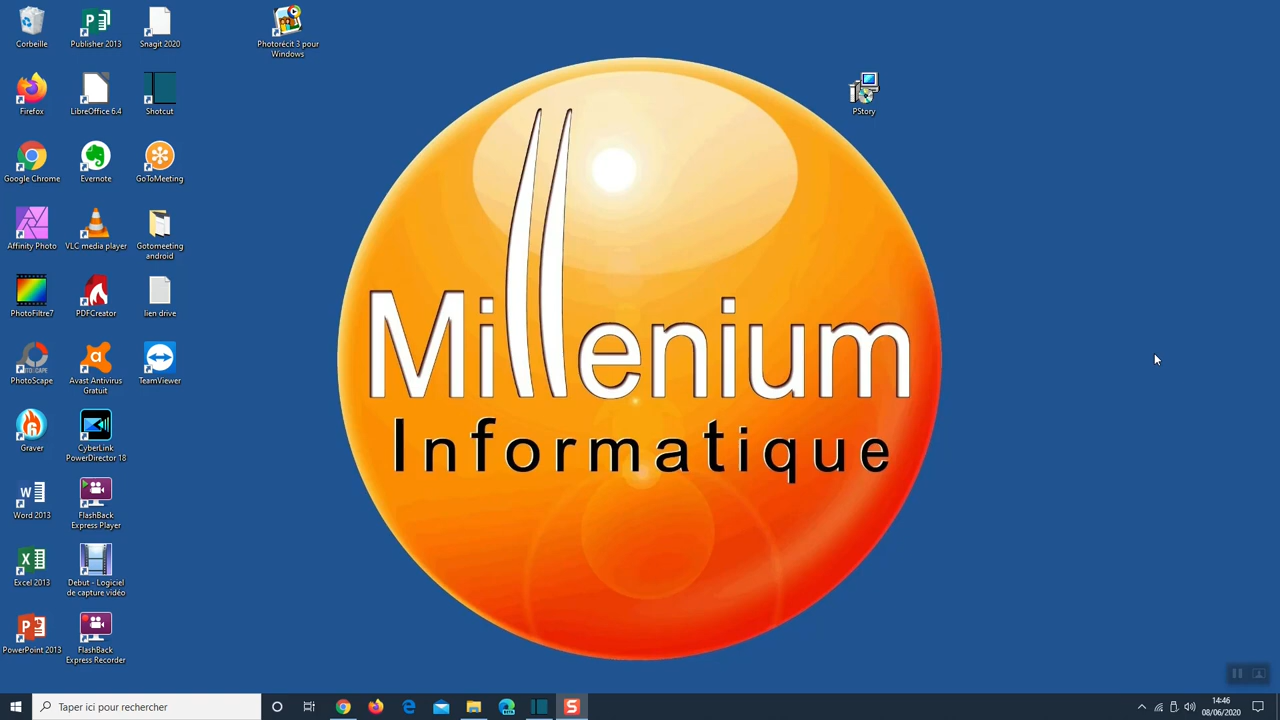 Corbeille
Publisher 2013
Snagit 2020
Photorécit 3 pour
Windows
Firefox
LibreOffice 6.4
Shotcut
PStory
Google Chrome
Evernote
GoToMeeting
Affinity Photo
VLC media player
Gotomeeting
android
PhotoFiltre7
PDFCreator
lien drive
PhotoScape
Avast Antivirus
Gratuit
TeamViewer
Graver
CyberLink
PowerDirector 18
Word 2013
FlashBack
Express Player
Excel 2013
Debut - Logiciel
de capture vidéo
PowerPoint 2013
FlashBack
Express Recorder
Millenium
Informatique
Taper ici pour rechercher
14:46
08/06/2020